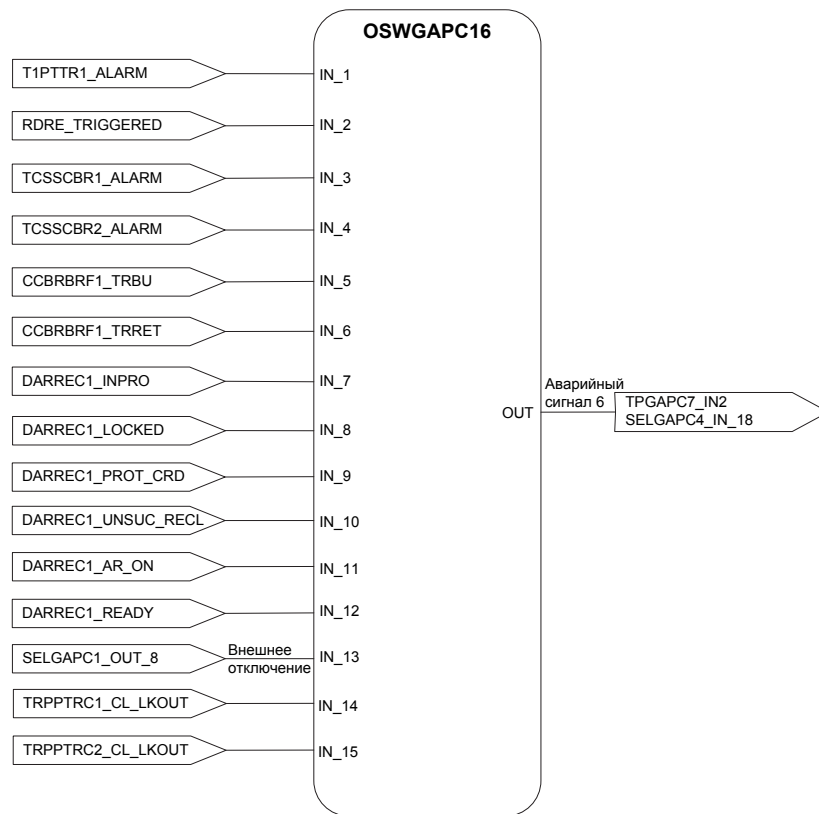 OSWGAPC16
T1PTTR1_ALARM
IN_1
RDRE_TRIGGERED
IN_2
TCSSCBR1_ALARM
IN_3
TCSSCBR2_ALARM
IN_4
CCBRBRF1_TRBU
IN_5
CCBRBRF1_TRRET
IN_6
DARREC1_INPRO
IN_7
DARREC1_LOCKED
IN_8
DARREC1_PROT_CRD
IN_9
DARREC1_UNSUC_RECL
IN_10
DARREC1_AR_ON
IN_11
DARREC1_READY
IN_12
SELGAPC1_OUT_8
Внешнее
отключение
IN_13
TRPPTRC1_CL_LKOUT
IN_14
TRPPTRC2_CL_LKOUT
IN_15
OUT
Аварийный
сигнал 6
TPGAPC7_IN2
SELGAPC4_IN_18